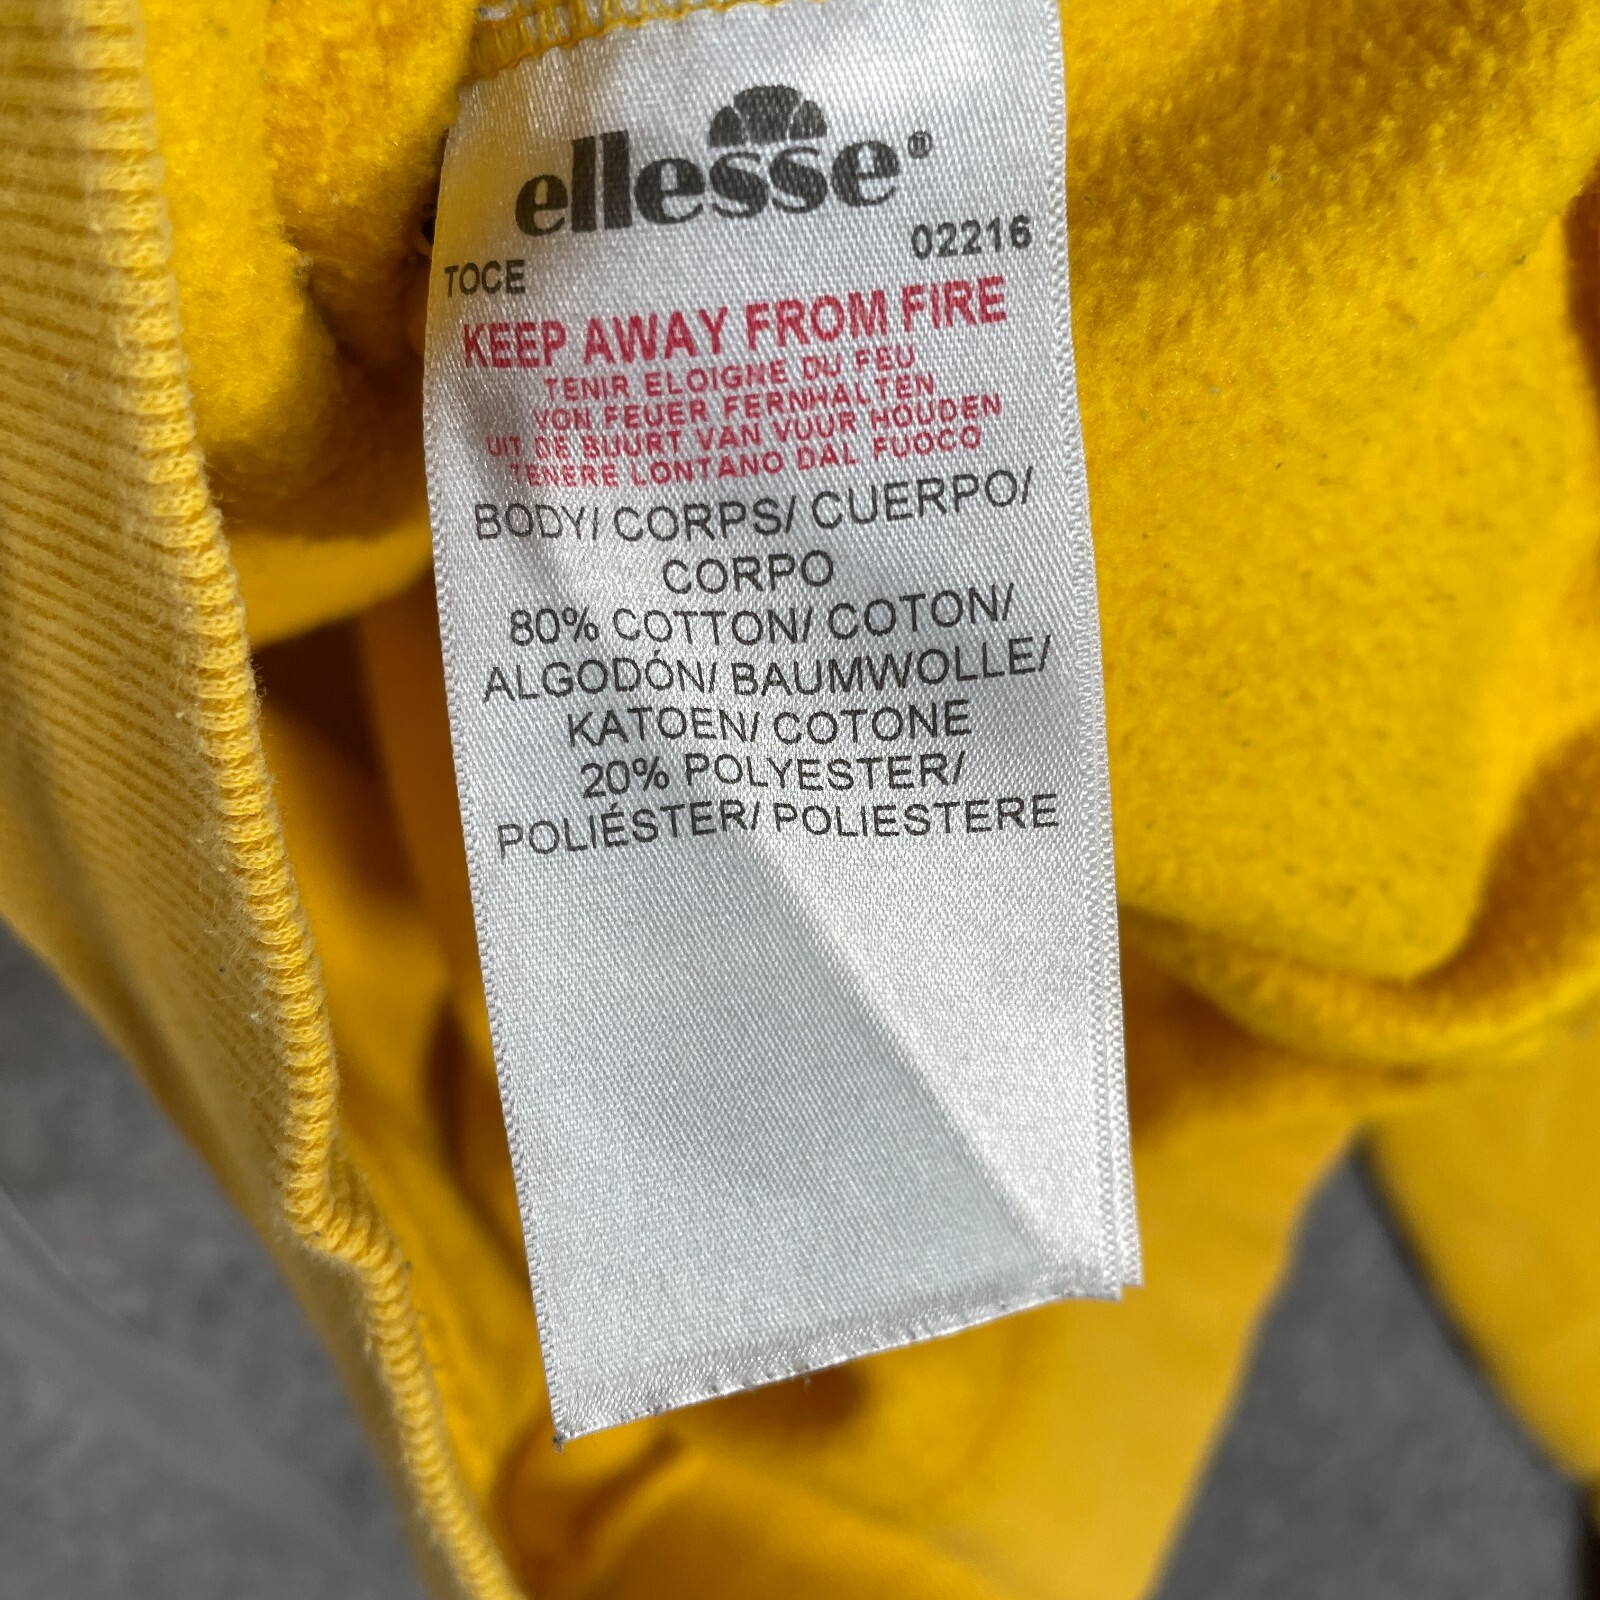 ellesse®
02216
TOCE
KEEP AWAY FROM FIRE
TENIR ELOIGNE DU FEU
VON FEUER FERNHALTEN
UIT DE BUURT VAN VUUR HOUDEN
TENERE LONTANO DAL FUOCO
BODY/ CORPS/ CUERPO/
CORPO
80% COTTON/ COTON/
ALGODÓN/ BAUMWOLLE/
KATOEN/ COTONE
20% POLYESTER/
POLIÉSTER/ POLIESTERE